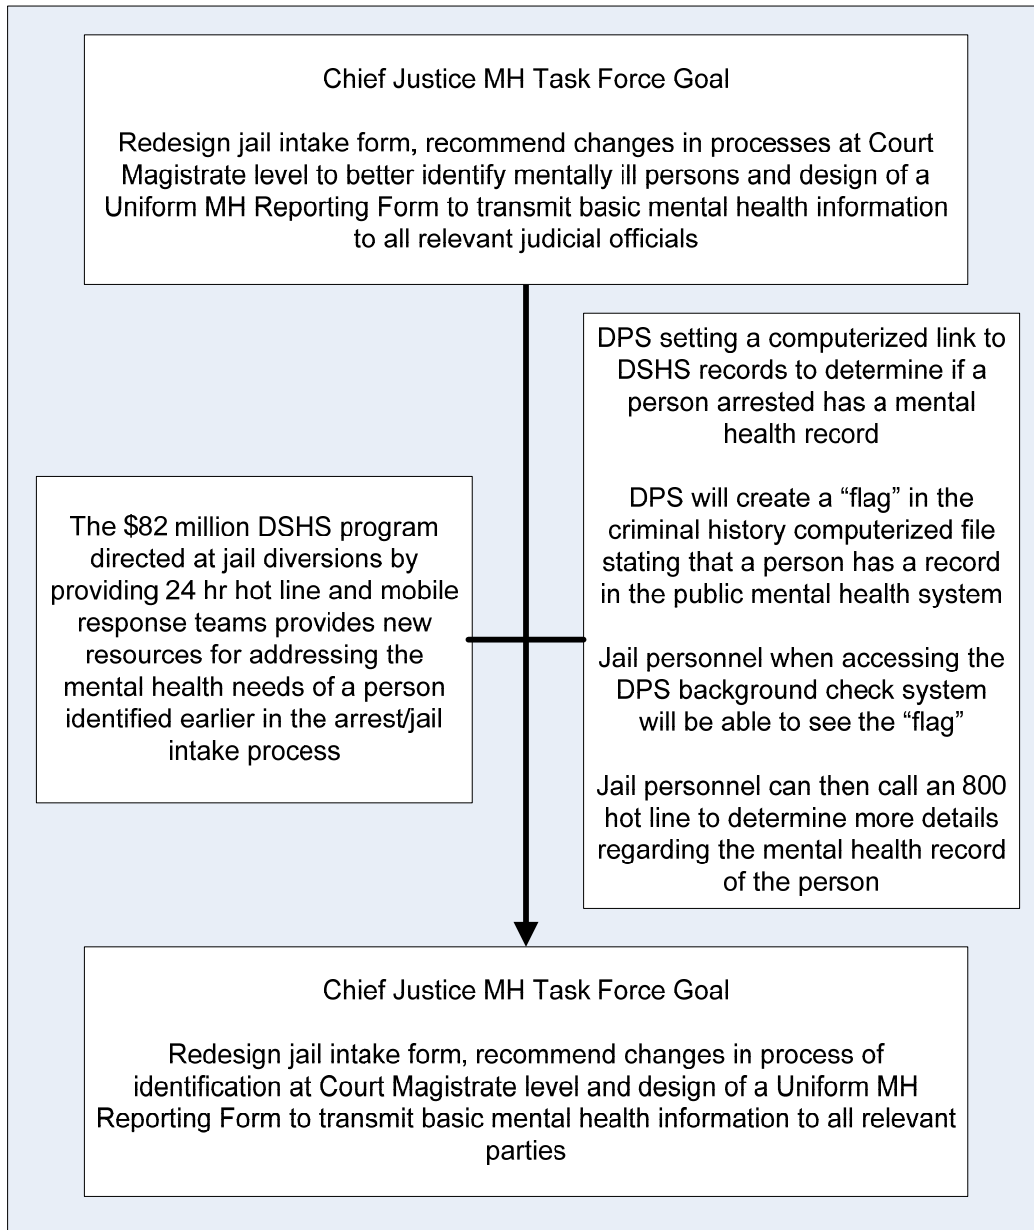 Chief Justice MH Task Force Goal
Redesign jail intake form, recommend changes in processes at Court
Magistrate level to better identify mentally ill persons and design of a
Uniform MH Reporting Form to transmit basic mental health information
to all relevant judicial officials
The $82 million DSHS program
directed at jail diversions by
providing 24 hr hot line and mobile
response teams provides new
resources for addressing the
mental health needs of a person
identified earlier in the arrest/jail
intake process
DPS setting a computerized link to
DSHS records to determine if a
person arrested has a mental
health record
DPS will create a “flag” in the
criminal history computerized file
stating that a person has a record
in the public mental health system
Jail personnel when accessing the
DPS background check system
will be able to see the “flag”
Jail personnel can then call an 800
hot line to determine more details
regarding the mental health record
of the person
Chief Justice MH Task Force Goal
Redesign jail intake form, recommend changes in process of
identification at Court Magistrate level and design of a Uniform MH
Reporting Form to transmit basic mental health information to all relevant
parties